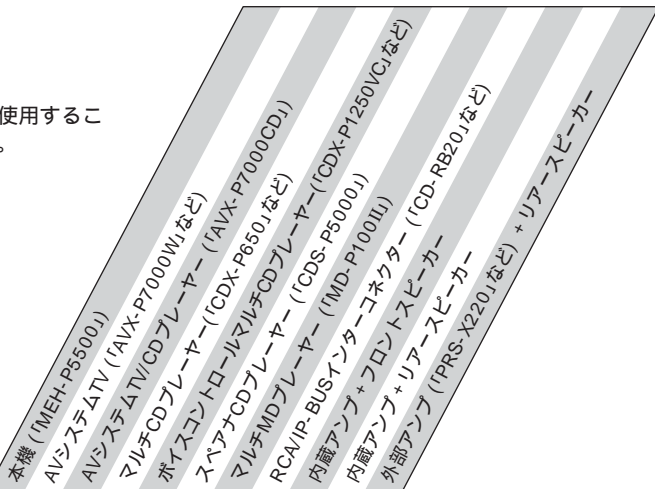 使用するこ
。
本機（「MEH-P5500」）
AVシステムTV（「AVX-P7000W」など）
AVシステムTV/CDプレーヤー（「AVX-P7000CD」）
マルチCDプレーヤー（「CDX-P650」など）
ボイスコントロールマルチCDプレーヤー（「CDX-P1250VC」など）
スペアナCDプレーヤー（「CDS-P5000」）
マルチMDプレーヤー（「MD-P100II」）
RCA/IP-BUSインターコネクター（「CD-RB20」など）
内蔵アンプ+フロントスピーカー
内蔵アンプ+リアースピーカー
外部アンプ（「PRS-X220」など）+リアースピーカー